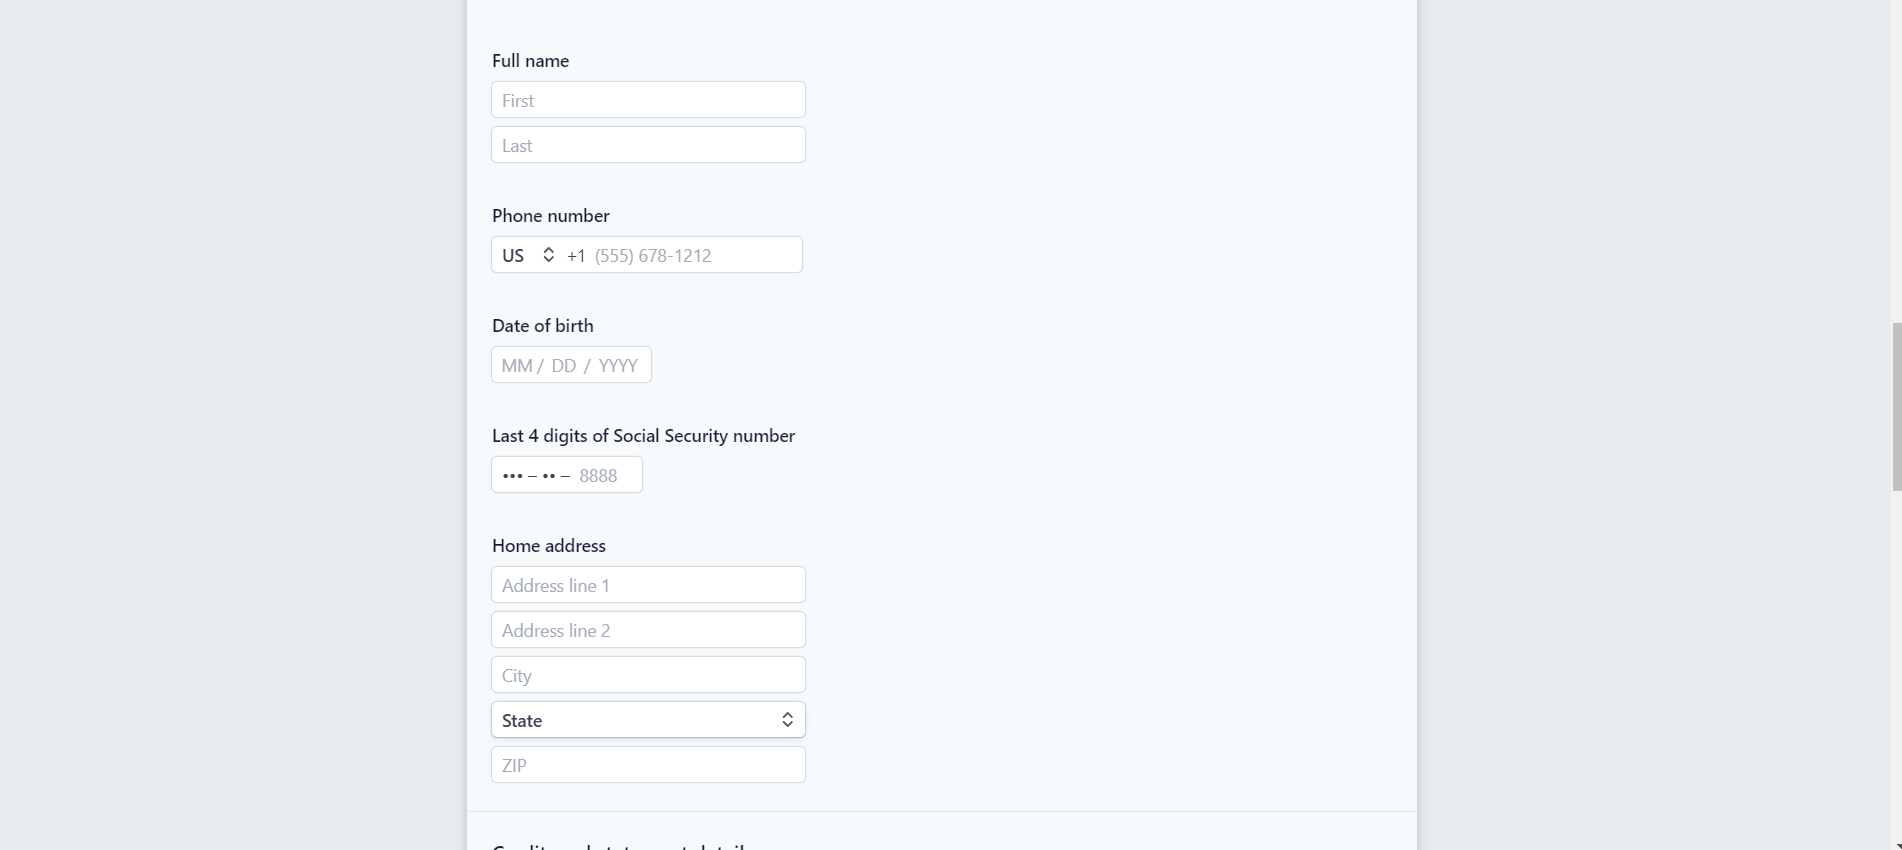 Full name
First
Last
Phone number
US +1 (555) 678-1212
Date of birth
MM / DD / YYYY
Last 4 digits of Social Security number
••• – •• – 8888
Home address
Address line 1
Address line 2
City
State
ZIP